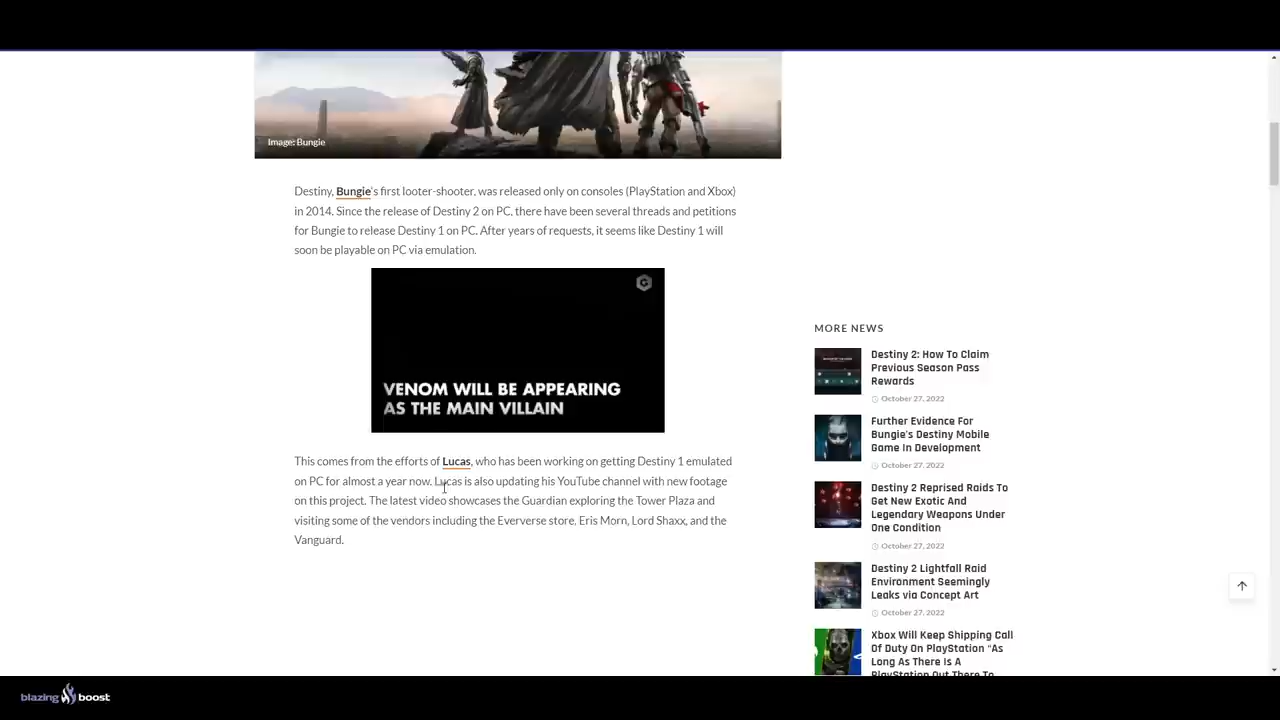 Image: Bungie
Destiny, Bungie's first looter-shooter, was released only on consoles (PlayStation and Xbox)
in 2014. Since the release of Destiny 2 on PC, there have been several threads and petitions
for Bungie to release Destiny 1 on PC. After years of requests, it seems like Destiny 1 will
soon be playable on PC via emulation.
VENOM WILL BE APPEARING
AS THE MAIN VILLAIN
This comes from the efforts of Lucas, who has been working on getting Destiny 1 emulated
on PC for almost a year now. Lucas is also updating his YouTube channel with new footage
on this project. The latest video showcases the Guardian exploring the Tower Plaza and
visiting some of the vendors including the Eververse store, Eris Morn, Lord Shaxx, and the
Vanguard.
MORE NEWS
Destiny 2: How To Claim
Previous Season Pass
Rewards
October 27, 2022
Further Evidence For
Bungie's Destiny Mobile
Game In Development
October 27, 2022
Destiny 2 Reprised Raids To
Get New Exotic And
Legendary Weapons Under
One Condition
October 27, 2022
Destiny 2 Lightfall Raid
Environment Seemingly
Leaks via Concept Art
October 27, 2022
Xbox Will Keep Shipping Call
Of Duty On PlayStation "As
Long As There Is A
PlayStation Out There To
blazing boost